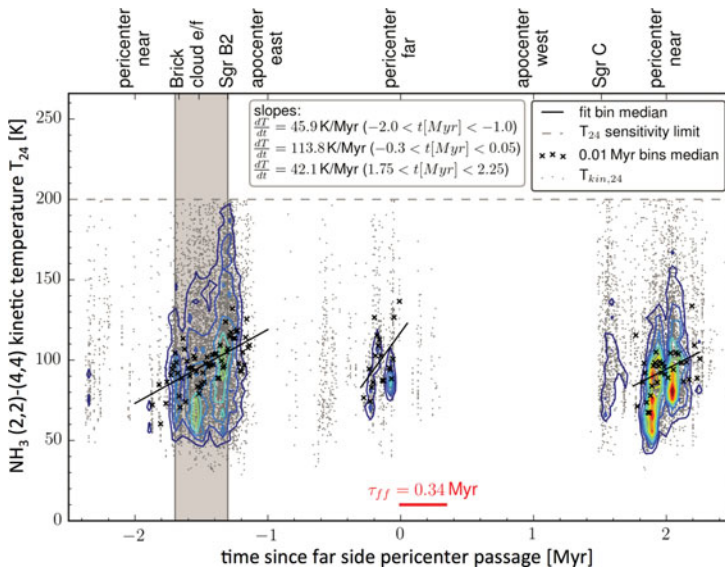 pericenter near
Brick
cloud e/f
Sgr B2
apocenter east
pericenter far
apocenter west
Sgr C
pericenter near
slopes:
dT/dt = 45.9 K/Myr (−2.0 < t[Myr] < −1.0)
dT/dt = 113.8 K/Myr (−0.3 < t[Myr] < 0.05)
dT/dt = 42.1 K/Myr (1.75 < t[Myr] < 2.25)
fit bin median
T24 sensitivity limit
0.01 Myr bins median
Tkin,24
NH3 (2,2)-(4,4) kinetic temperature T24 [K]
250
200
150
100
50
0
τff = 0.34 Myr
−2
−1
0
1
2
time since far side pericenter passage [Myr]